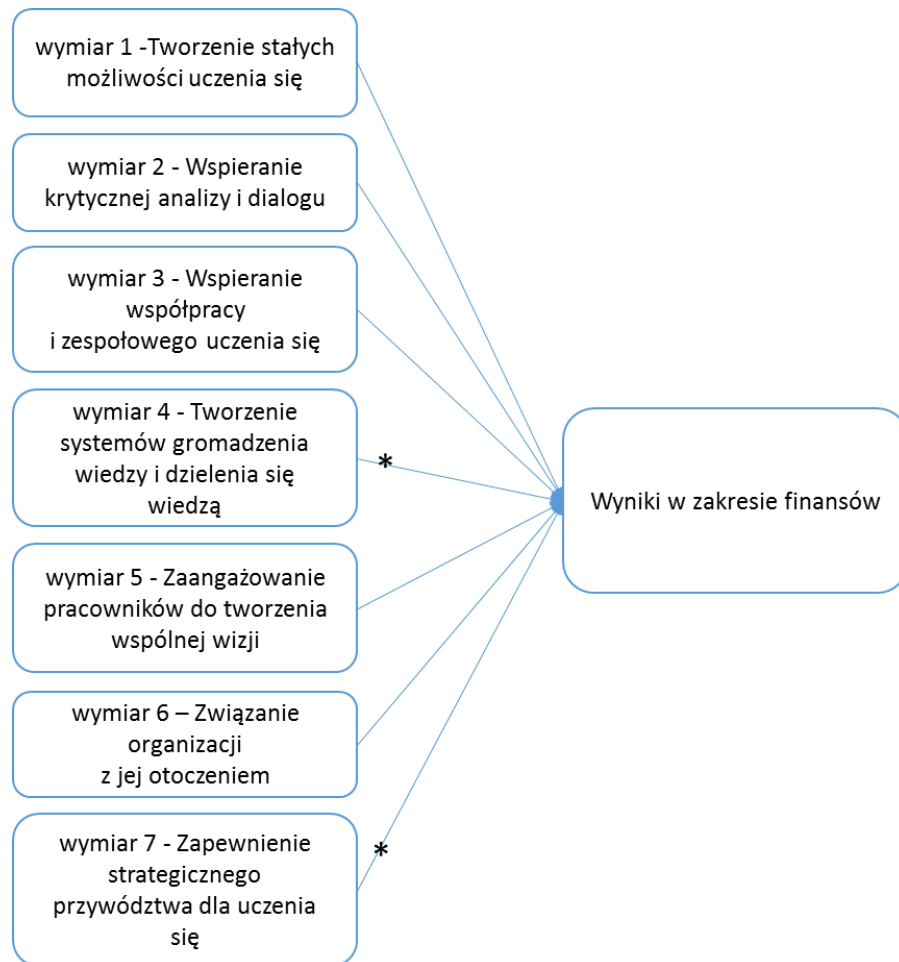 wymiar 1 -Tworzenie stałych
możliwości uczenia się
wymiar 2 - Wspieranie
krytycznej analizy i dialogu
wymiar 3 - Wspieranie
współpracy
i zespołowego uczenia się
wymiar 4 - Tworzenie
systemów gromadzenia
wiedzy i dzielenia się
wiedzą
*
wymiar 5 - Zaangażowanie
pracowników do tworzenia
wspólnej wizji
wymiar 6 – Związanie
organizacji
z jej otoczeniem
wymiar 7 - Zapewnienie
strategicznego
przywództwa dla uczenia
się
*
Wyniki w zakresie finansów